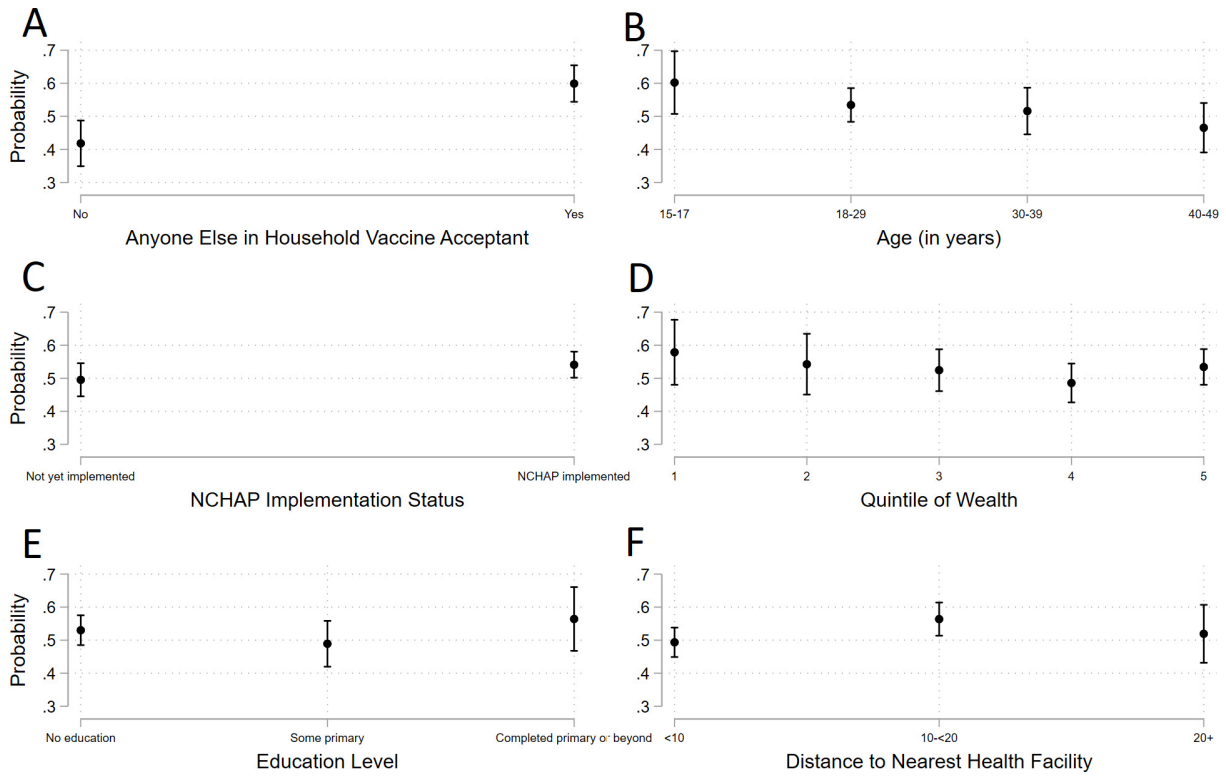 A
.7
.6
.5
.4
.3
Probability
No
Yes
Anyone Else in Household Vaccine Acceptant
B
.7
.6
.5
.4
.3
15-17
18-29
30-39
40-49
Age (in years)
C
.7
.6
.5
.4
.3
Probability
Not yet implemented
NCHAP implemented
NCHAP Implementation Status
D
.7
.6
.5
.4
.3
1
2
3
4
5
Quintile of Wealth
E
.7
.6
.5
.4
.3
Probability
No education
Some primary
Completed primary or beyond
Education Level
F
.7
.6
.5
.4
.3
<10
10-<20
20+
Distance to Nearest Health Facility